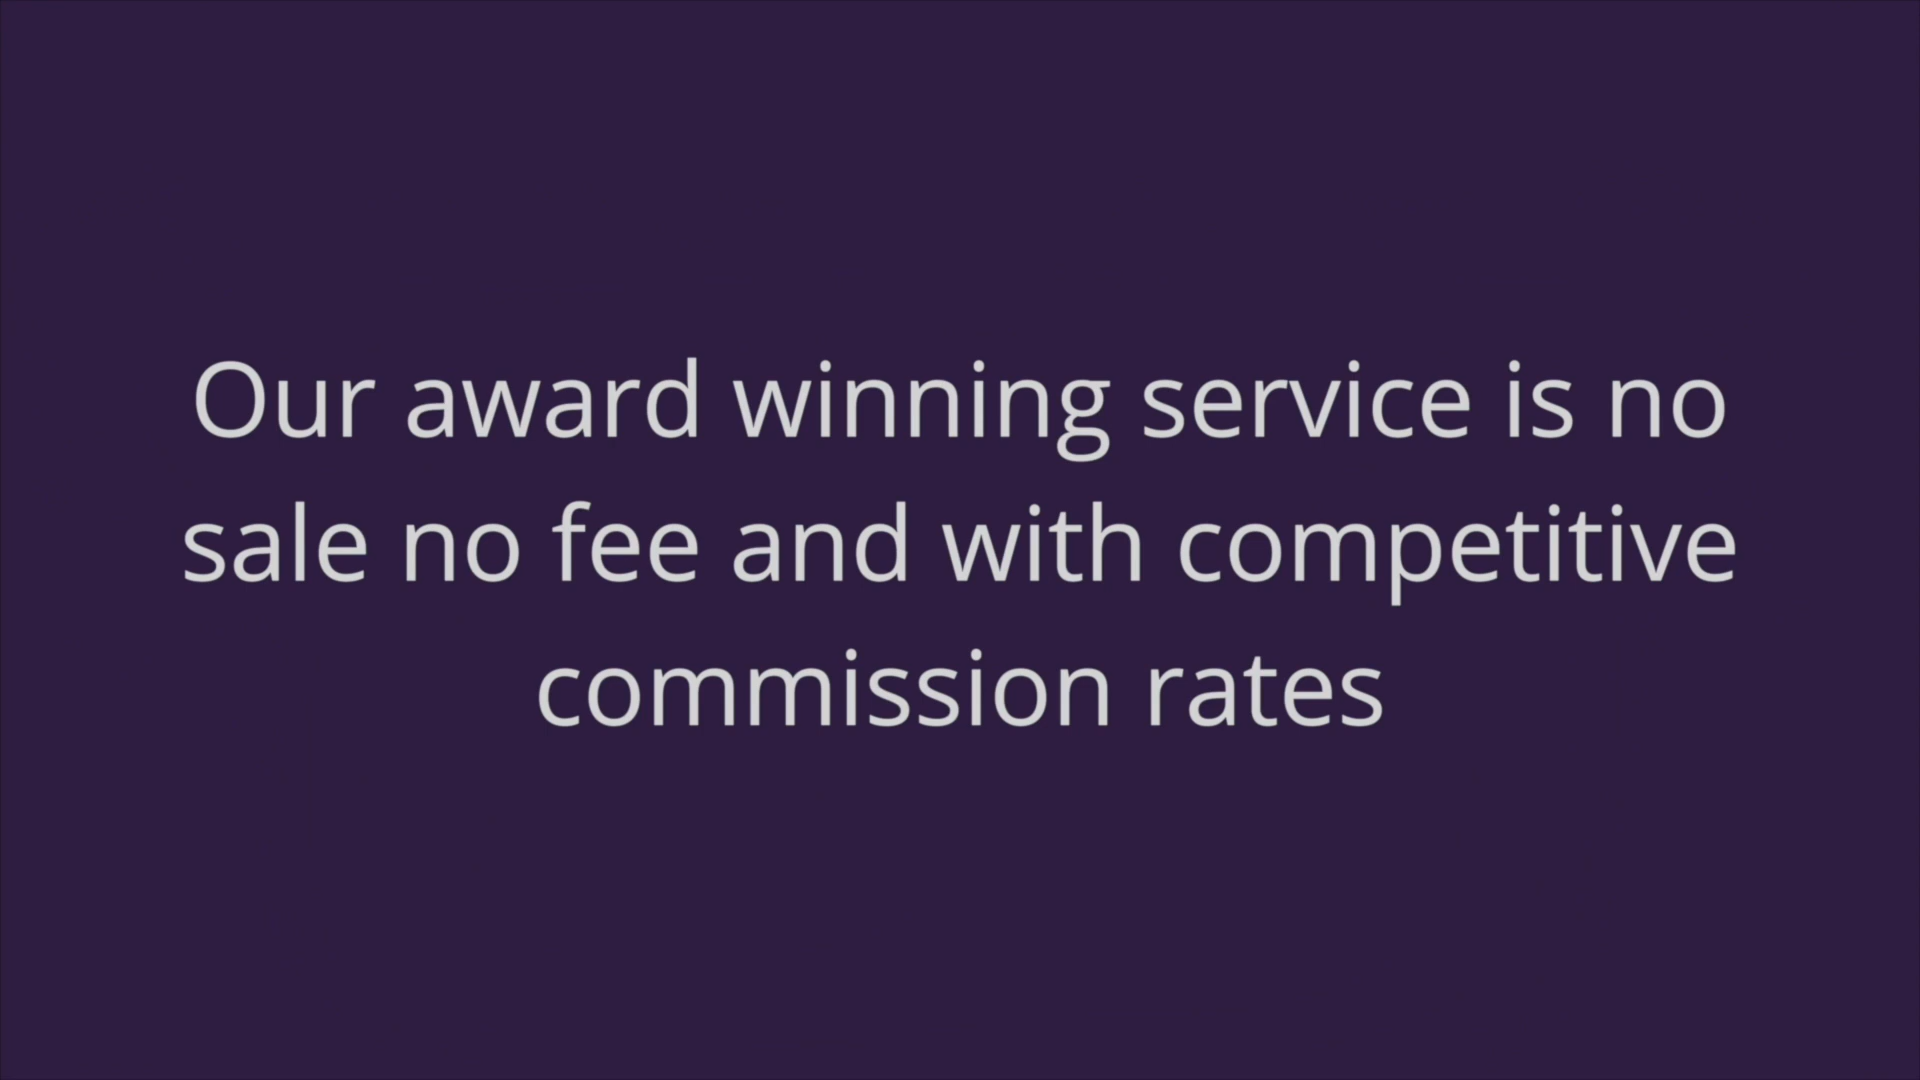 Our award winning service is no
sale no fee and with competitive
commission rates